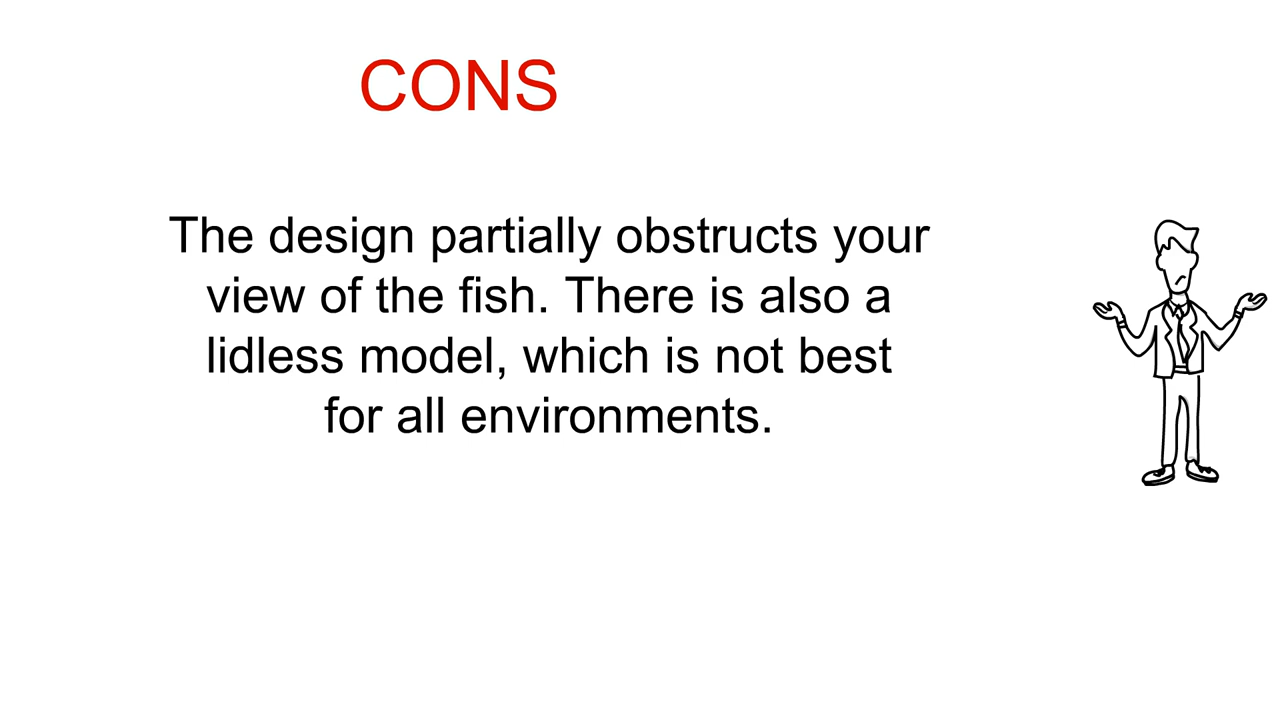 CONS
The design partially obstructs your
view of the fish. There is also a
lidless model, which is not best
for all environments.